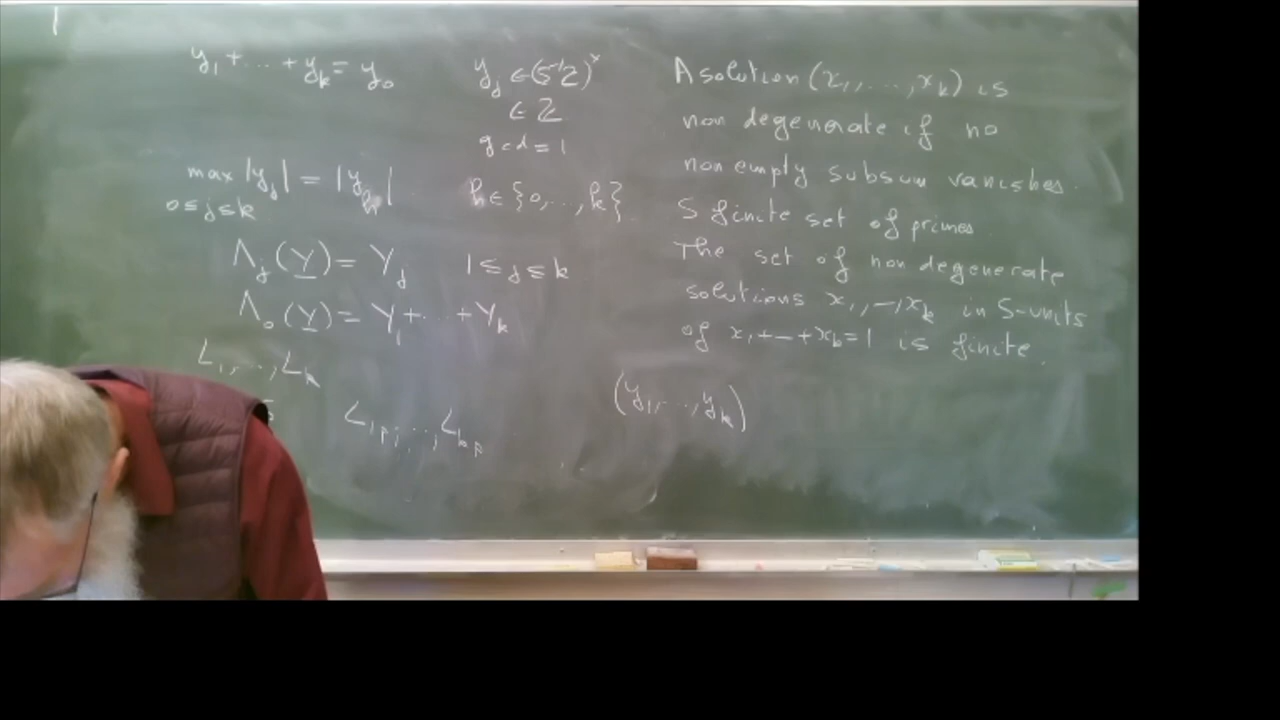 y₁ + ⋯ + y_k = y₀   y_j ∈ (S⁻¹ℤ)^×
∈ ℤ
gcd = 1
max |y_j| = |y_h|   h ∈ {0, ..., k}
0≤j≤k
Λ_j(Y) = Y_j   1 ≤ j ≤ k
Λ₀(Y) = Y₁ + ⋯ + Y_k
L₁, ..., L_k
L_{1p}, ..., L_{kp}
A solution (x₁, ..., x_k) is
non degenerate if no
non empty subsum vanishes.
S finite set of primes
The set of non degenerate
solutions x₁, —, x_k in S-units
of x₁ + — + x_k = 1 is finite.
(y₁, ..., y_k)